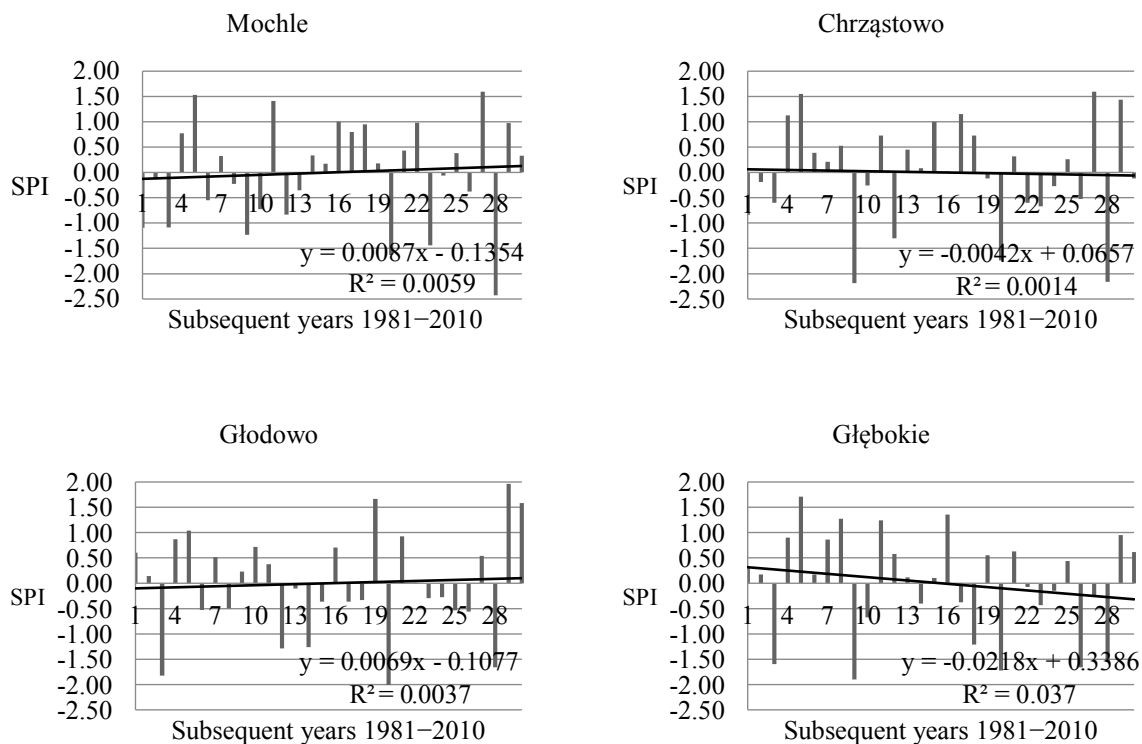 Mochle
2.00
1.50
1.00
0.50
0.00
-0.50
-1.00
-1.50
-2.00
-2.50
SPI
1 4 7 10 13 16 19 22 25 28
y = 0.0087x - 0.1354
R² = 0.0059
Subsequent years 1981−2010
Chrząstowo
2.00
1.50
1.00
0.50
0.00
-0.50
-1.00
-1.50
-2.00
-2.50
SPI
1 4 7 10 13 16 19 22 25 28
y = -0.0042x + 0.0657
R² = 0.0014
Subsequent years 1981−2010
Głodowo
2.00
1.50
1.00
0.50
0.00
-0.50
-1.00
-1.50
-2.00
-2.50
SPI
1 4 7 10 13 16 19 22 25 28
y = 0.0069x - 0.1077
R² = 0.0037
Subsequent years 1981−2010
Głębokie
2.00
1.50
1.00
0.50
0.00
-0.50
-1.00
-1.50
-2.00
-2.50
SPI
1 4 7 10 13 16 19 22 25 28
y = -0.0218x + 0.3386
R² = 0.037
Subsequent years 1981−2010